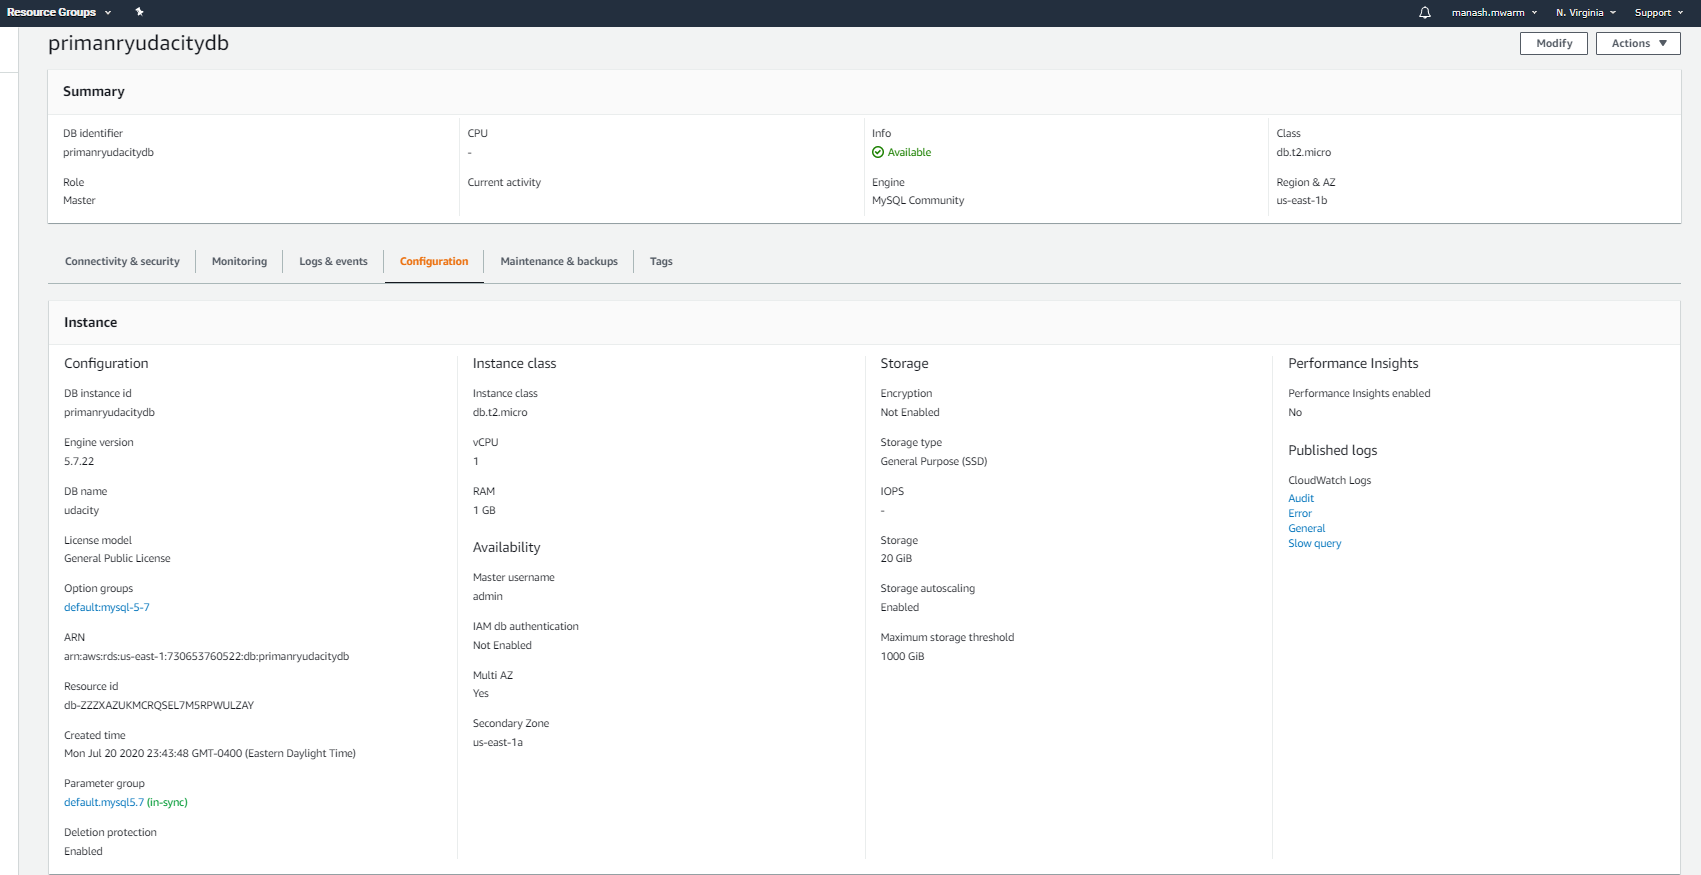 Resource Groups
manash.mwarm N. Virginia Support
primanryudacitydb
Modify Actions
Summary
DB identifier
primanryudacitydb
Role
Master
CPU
-
Current activity
Info
Available
Engine
MySQL Community
Class
db.t2.micro
Region & AZ
us-east-1b
Connectivity & security Monitoring Logs & events Configuration Maintenance & backups Tags
Instance
Configuration
DB instance id
primanryudacitydb
Engine version
5.7.22
DB name
udacity
License model
General Public License
Option groups
default:mysql-5-7
ARN
arn:aws:rds:us-east-1:730653760522:db:primanryudacitydb
Resource id
db-ZZZXAZUKMCRQSEL7M5RPWULZAY
Created time
Mon Jul 20 2020 23:43:48 GMT-0400 (Eastern Daylight Time)
Parameter group
default.mysql5.7 (in-sync)
Deletion protection
Enabled
Instance class
Instance class
db.t2.micro
vCPU
1
RAM
1 GB
Availability
Master username
admin
IAM db authentication
Not Enabled
Multi AZ
Yes
Secondary Zone
us-east-1a
Storage
Encryption
Not Enabled
Storage type
General Purpose (SSD)
IOPS
-
Storage
20 GiB
Storage autoscaling
Enabled
Maximum storage threshold
1000 GiB
Performance Insights
Performance Insights enabled
No
Published logs
CloudWatch Logs
Audit
Error
General
Slow query